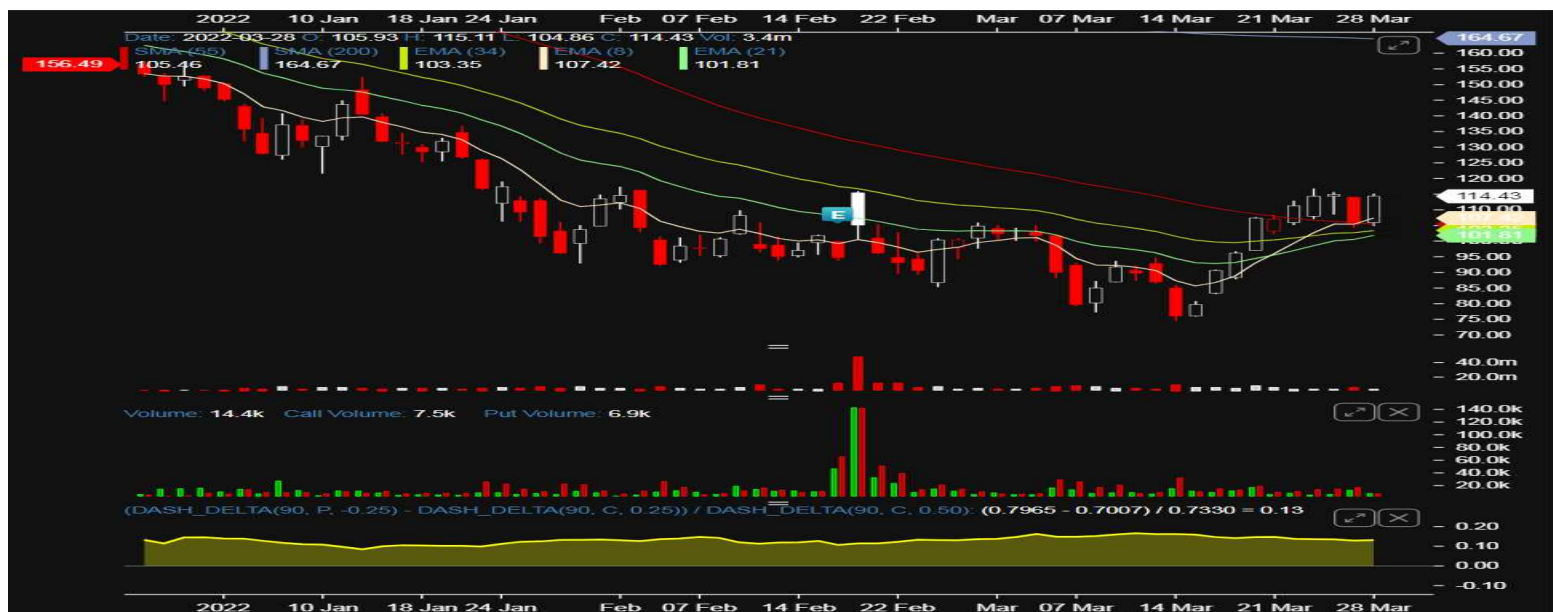 2022 10 Jan 18 Jan 24 Jan Feb 07 Feb 14 Feb 22 Feb Mar 07 Mar 14 Mar 21 Mar 28 Mar
Date: 2022-03-28 O: 105.93 H: 115.11 L: 104.86 C: 114.43 Vol: 3.4m
SMA (55) SMA (200) EMA (34) EMA (8) EMA (21)
105.46 164.67 103.35 107.42 101.81
156.49
164.67
160.00
155.00
150.00
145.00
140.00
135.00
130.00
125.00
120.00
114.43
110.00
107.42
101.81
95.00
90.00
85.00
80.00
75.00
70.00
E
40.0m
20.0m
Volume: 14.4k Call Volume: 7.5k Put Volume: 6.9k
140.0k
120.0k
100.0k
80.0k
60.0k
40.0k
20.0k
(DASH_DELTA(90, P, -0.25) - DASH_DELTA(90, C, 0.25)) / DASH_DELTA(90, C, 0.50): (0.7965 - 0.7007) / 0.7330 = 0.13
0.20
0.10
0.00
-0.10
2022 10 Jan 18 Jan 24 Jan Feb 07 Feb 14 Feb 22 Feb Mar 07 Mar 14 Mar 21 Mar 28 Mar